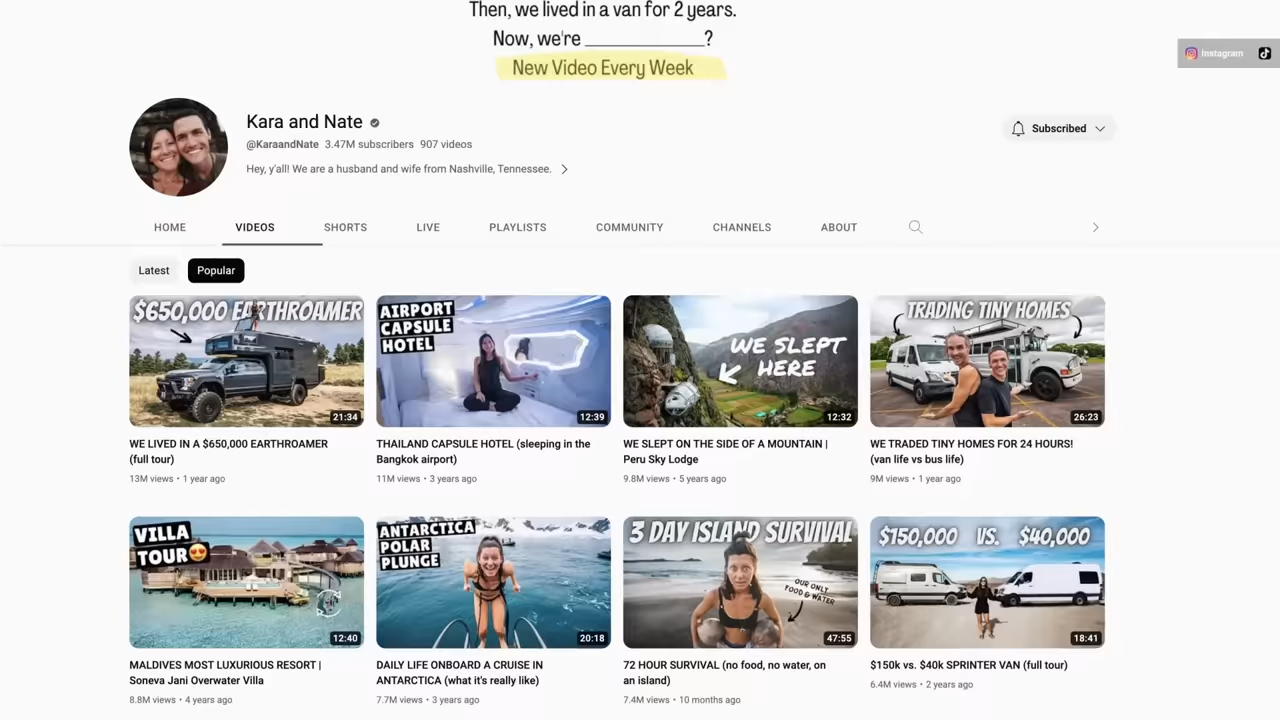 Then, we lived in a van for 2 years.
Now, we're ____________?
New Video Every Week
Instagram
Kara and Nate
@KaraandNate 3.47M subscribers 907 videos
Hey, y'all! We are a husband and wife from Nashville, Tennessee.
Subscribed
HOME VIDEOS SHORTS LIVE PLAYLISTS COMMUNITY CHANNELS ABOUT
Latest Popular
$650,000 EARTHROAMER
21:34
AIRPORT
CAPSULE
HOTEL
12:39
WE SLEPT
HERE
12:32
TRADING TINY HOMES
26:23
WE LIVED IN A $650,000 EARTHROAMER
(full tour)
13M views • 1 year ago
THAILAND CAPSULE HOTEL (sleeping in the
Bangkok airport)
11M views • 3 years ago
WE SLEPT ON THE SIDE OF A MOUNTAIN |
Peru Sky Lodge
9.8M views • 5 years ago
WE TRADED TINY HOMES FOR 24 HOURS!
(van life vs bus life)
9M views • 1 year ago
VILLA
TOUR😍
12:40
ANTARCTICA
POLAR
PLUNGE
20:18
3 DAY ISLAND SURVIVAL
OUR ONLY
FOOD & WATER
47:55
$150,000 VS. $40,000
18:41
MALDIVES MOST LUXURIOUS RESORT |
Soneva Jani Overwater Villa
8.8M views • 4 years ago
DAILY LIFE ONBOARD A CRUISE IN
ANTARCTICA (what it's really like)
7.7M views • 3 years ago
72 HOUR SURVIVAL (no food, no water, on
an island)
7.4M views • 10 months ago
$150k vs. $40k SPRINTER VAN (full tour)
6.4M views • 2 years ago